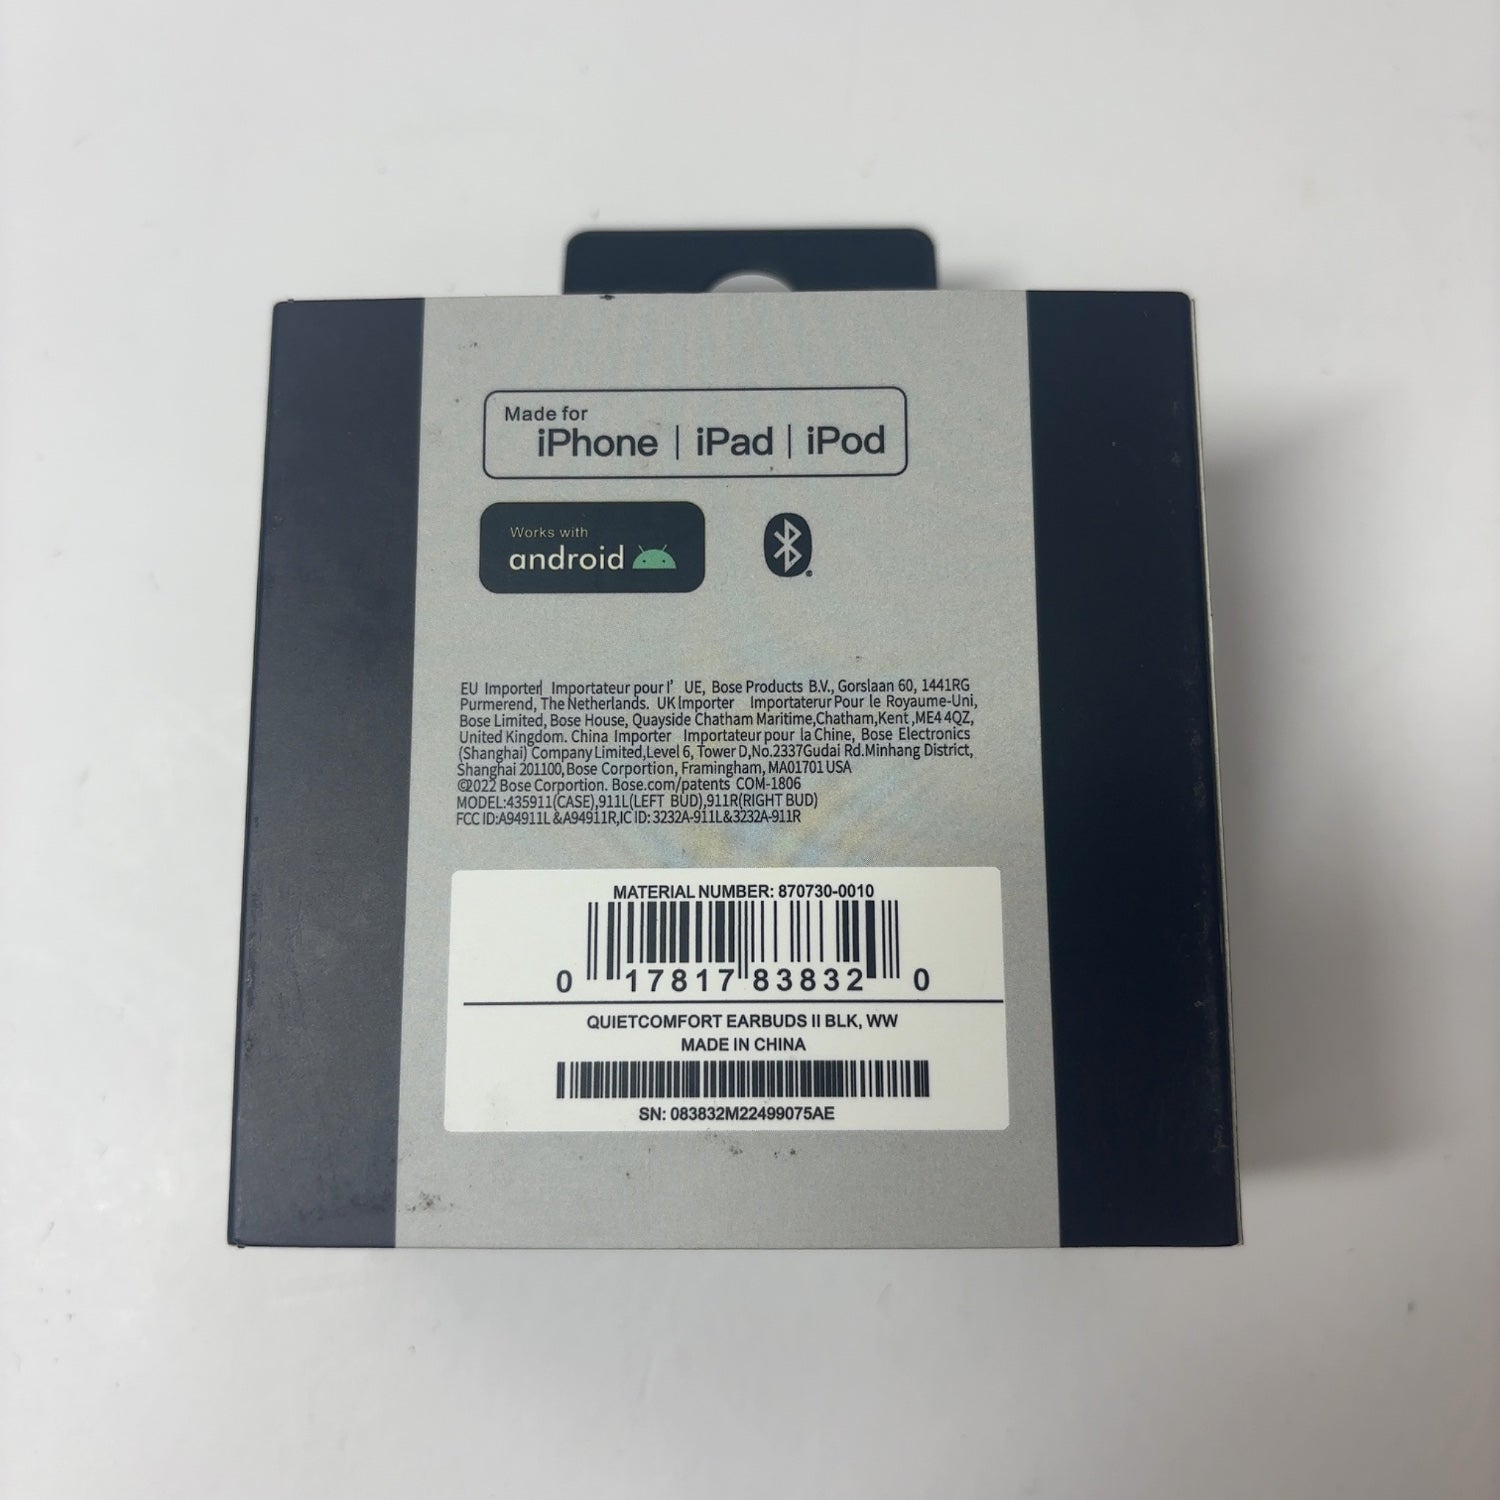 Made for
iPhone | iPad | iPod
Works with
android
EU Importer| Importateur pour l' UE, Bose Products B.V., Gorslaan 60, 1441RG
Purmerend, The Netherlands. UK Importer Importaterur Pour le Royaume-Uni,
Bose Limited, Bose House, Quayside Chatham Maritime,Chatham,Kent ,ME4 4QZ,
United Kingdom. China Importer Importateur pour la Chine, Bose Electronics
(Shanghai) Company Limited,Level 6, Tower D,No.2337Gudai Rd.Minhang District,
Shanghai 201100,Bose Corportion, Framingham, MA01701 USA
©2022 Bose Corportion. Bose.com/patents COM-1806
MODEL:435911(CASE),911L(LEFT BUD),911R(RIGHT BUD)
FCC ID:A94911L &A94911R,IC ID: 3232A-911L&3232A-911R
MATERIAL NUMBER: 870730-0010
0 17817 83832 0
QUIETCOMFORT EARBUDS II BLK, WW
MADE IN CHINA
SN: 083832M22499075AE